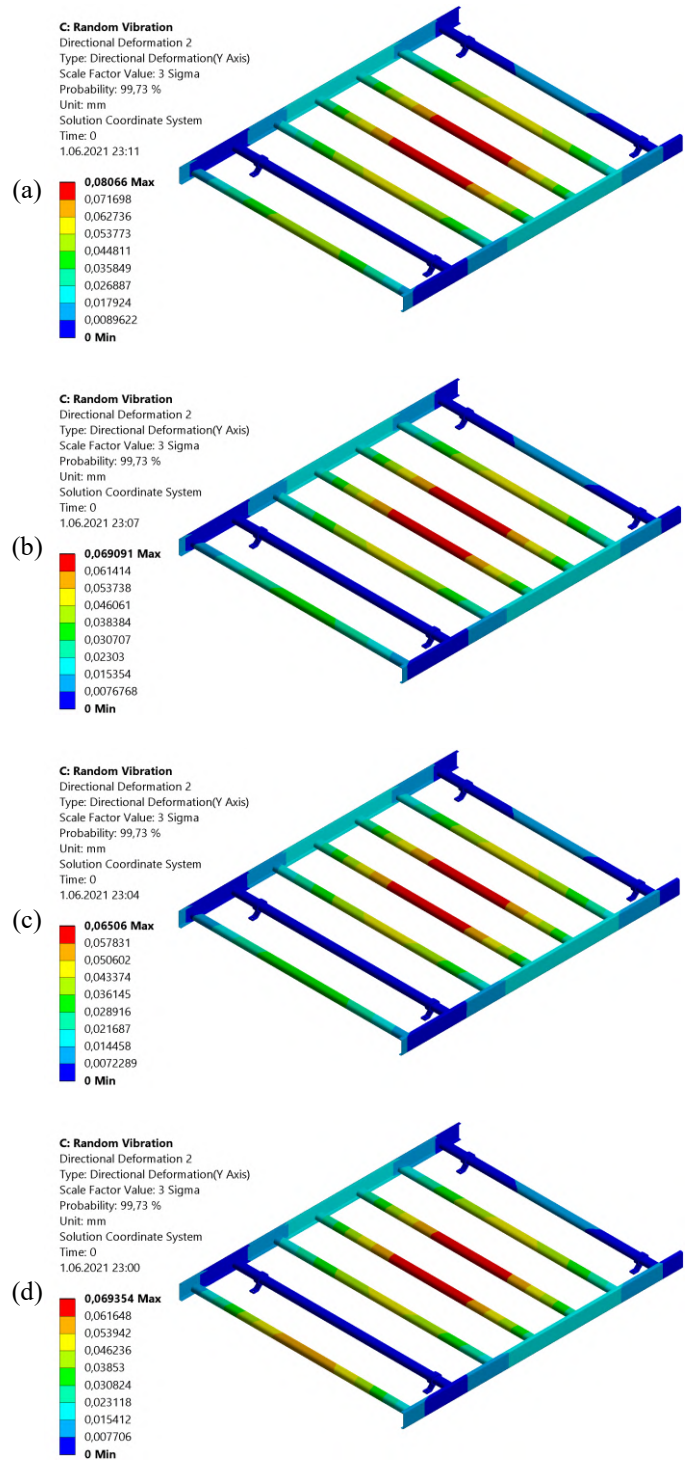 C: Random Vibration
Directional Deformation 2
Type: Directional Deformation(Y Axis)
Scale Factor Value: 3 Sigma
Probability: 99,73 %
Unit: mm
Solution Coordinate System
Time: 0
1.06.2021 23:11
(a)
0,08066 Max
0,071698
0,062736
0,053773
0,044811
0,035849
0,026887
0,017924
0,0089622
0 Min
C: Random Vibration
Directional Deformation 2
Type: Directional Deformation(Y Axis)
Scale Factor Value: 3 Sigma
Probability: 99,73 %
Unit: mm
Solution Coordinate System
Time: 0
1.06.2021 23:07
(b)
0,069091 Max
0,061414
0,053738
0,046061
0,038384
0,030707
0,02303
0,015354
0,0076768
0 Min
C: Random Vibration
Directional Deformation 2
Type: Directional Deformation(Y Axis)
Scale Factor Value: 3 Sigma
Probability: 99,73 %
Unit: mm
Solution Coordinate System
Time: 0
1.06.2021 23:04
(c)
0,06506 Max
0,057831
0,050602
0,043374
0,036145
0,028916
0,021687
0,014458
0,0072289
0 Min
C: Random Vibration
Directional Deformation 2
Type: Directional Deformation(Y Axis)
Scale Factor Value: 3 Sigma
Probability: 99,73 %
Unit: mm
Solution Coordinate System
Time: 0
1.06.2021 23:00
(d)
0,069354 Max
0,061648
0,053942
0,046236
0,03853
0,030824
0,023118
0,015412
0,007706
0 Min